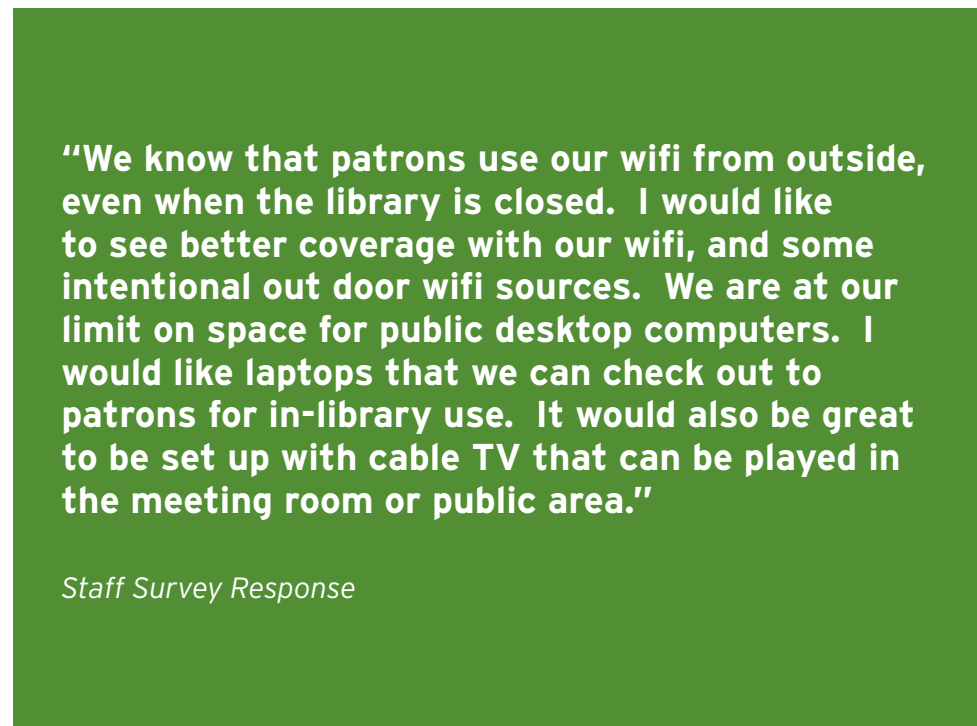 “We know that patrons use our wifi from outside,
even when the library is closed.  I would like
to see better coverage with our wifi, and some
intentional out door wifi sources.  We are at our
limit on space for public desktop computers.  I
would like laptops that we can check out to
patrons for in-library use.  It would also be great
to be set up with cable TV that can be played in
the meeting room or public area.”
Staff Survey Response